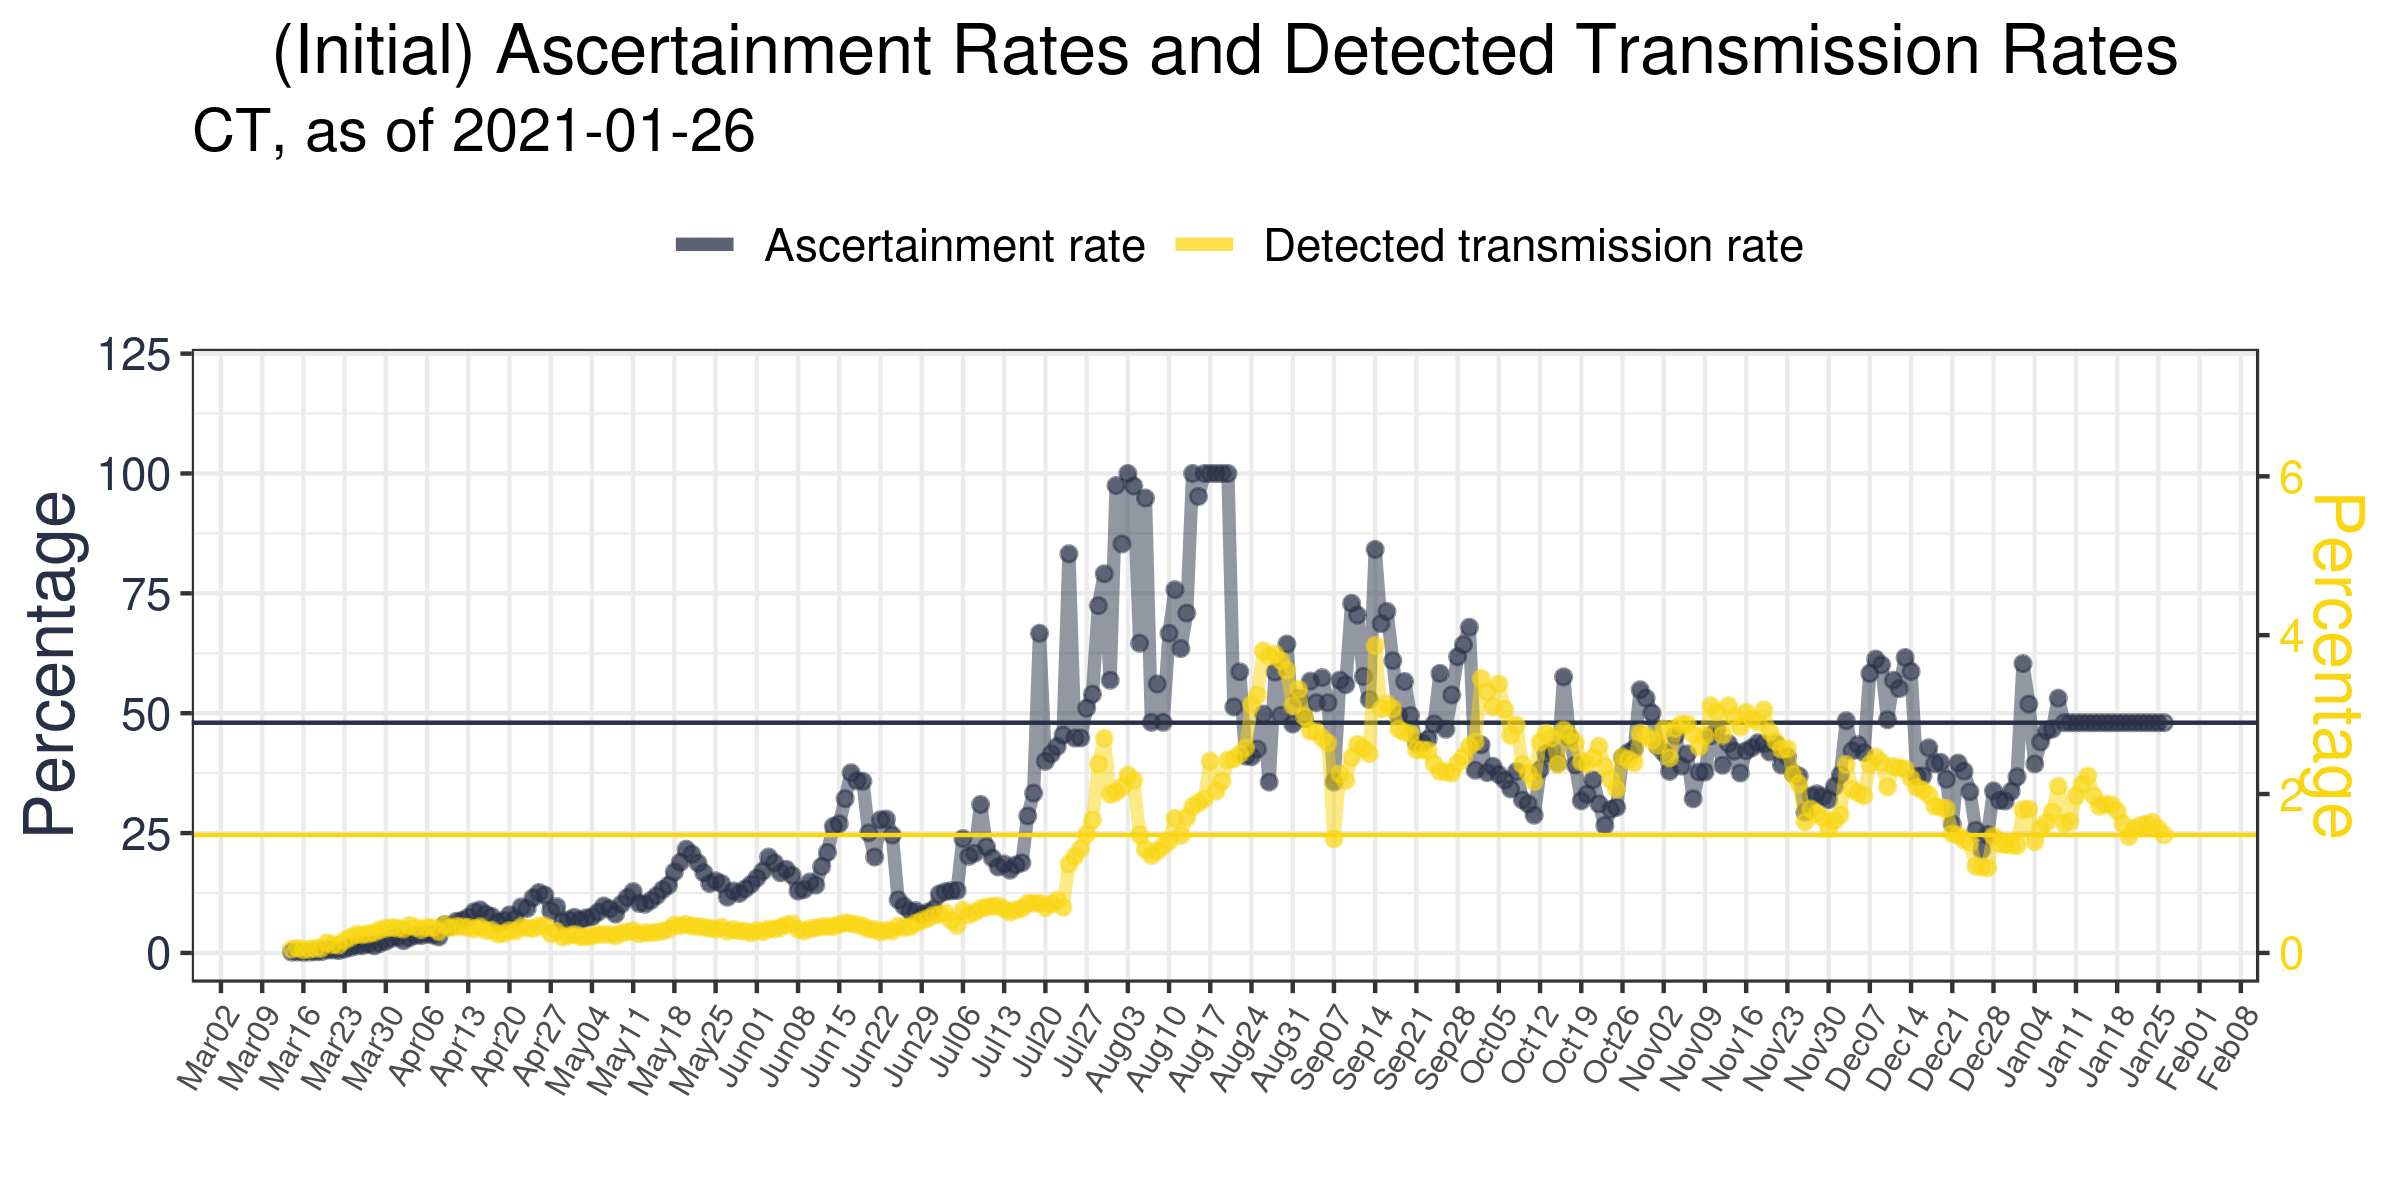 (Initial) Ascertainment Rates and Detected Transmission Rates
CT, as of 2021-01-26
Ascertainment rate
Detected transmission rate
Percentage
125
100
75
50
25
0
6
4
2
0
Percentage
Mar02
Mar09
Mar16
Mar23
Mar30
Apr06
Apr13
Apr20
Apr27
May04
May11
May18
May25
Jun01
Jun08
Jun15
Jun22
Jun29
Jul06
Jul13
Jul20
Jul27
Aug03
Aug10
Aug17
Aug24
Aug31
Sep07
Sep14
Sep21
Sep28
Oct05
Oct12
Oct19
Oct26
Nov02
Nov09
Nov16
Nov23
Nov30
Dec07
Dec14
Dec21
Dec28
Jan04
Jan11
Jan18
Jan25
Feb01
Feb08